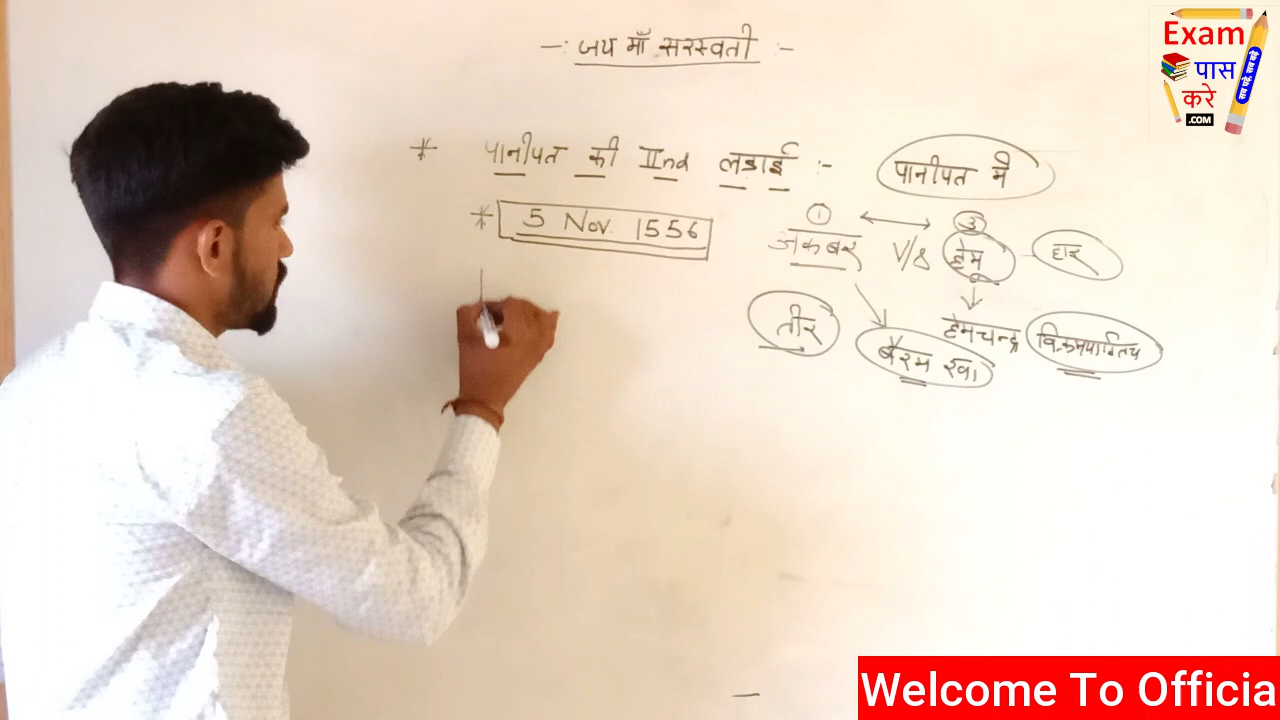 -: जय माँ सरस्वती :-
* पानीपत की IInd लडाई :-
पानीपत में
* 5 Nov. 1556
① ↔ ③
अकबर V/s हेमू - हार
तीर
बैरम खां
हेमचन्द्र विक्रमादित्य
Exam
पास
करे
.COM
Welcome To Officia